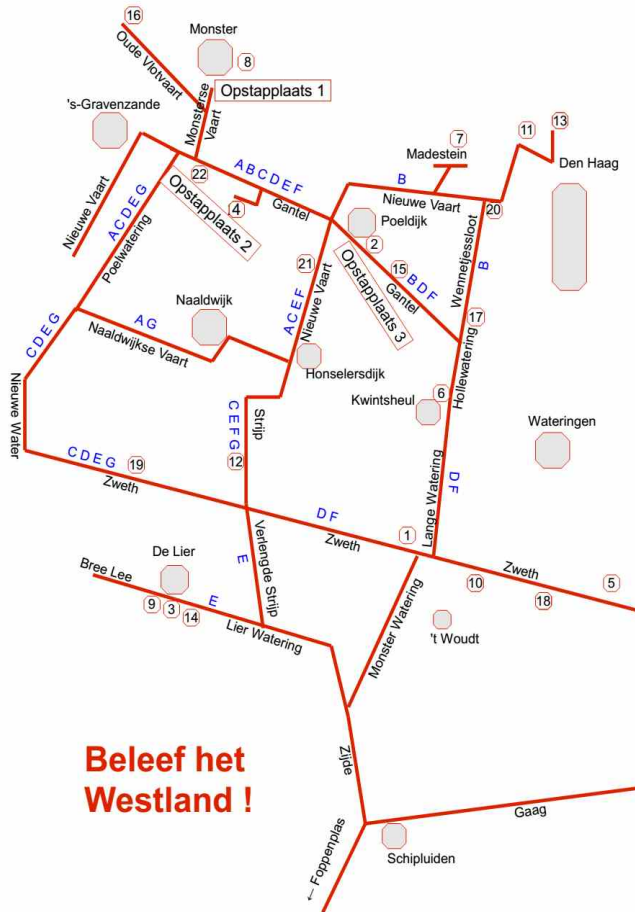 16
Monster
Oude Vlotvaart
8
Monsterse
Vaart
Opstapplaats 1
's-Gravenzande
7
11
13
Madestein
Den Haag
A B C D E F
B
22
4
Gantel
Nieuwe Vaart
20
Nieuwe Vaart
A C D E G
Poelwatering
Opstapplaats 2
Poeldijk
2
Wennetjessloot
B
21
15
B D F
Gantel
Opstapplaats 3
A C E F
Nieuwe Vaart
Naaldwijk
17
Hollewatering
C D E G
A G
Naaldwijkse Vaart
Honselersdijk
6
Kwintsheul
Nieuwe Water
C E F G
Strijp
Wateringen
12
C D E G
19
Zweth
D F
Lange Watering
D F
Zweth
1
Zweth
10
18
5
De Lier
Bree Lee
E
Verlengde Strijp
9
3
14
E
Lier Watering
Monster Watering
't Woudt
Beleef het
Westland !
Zijde
Gaag
Schipluiden
← Foppenplas